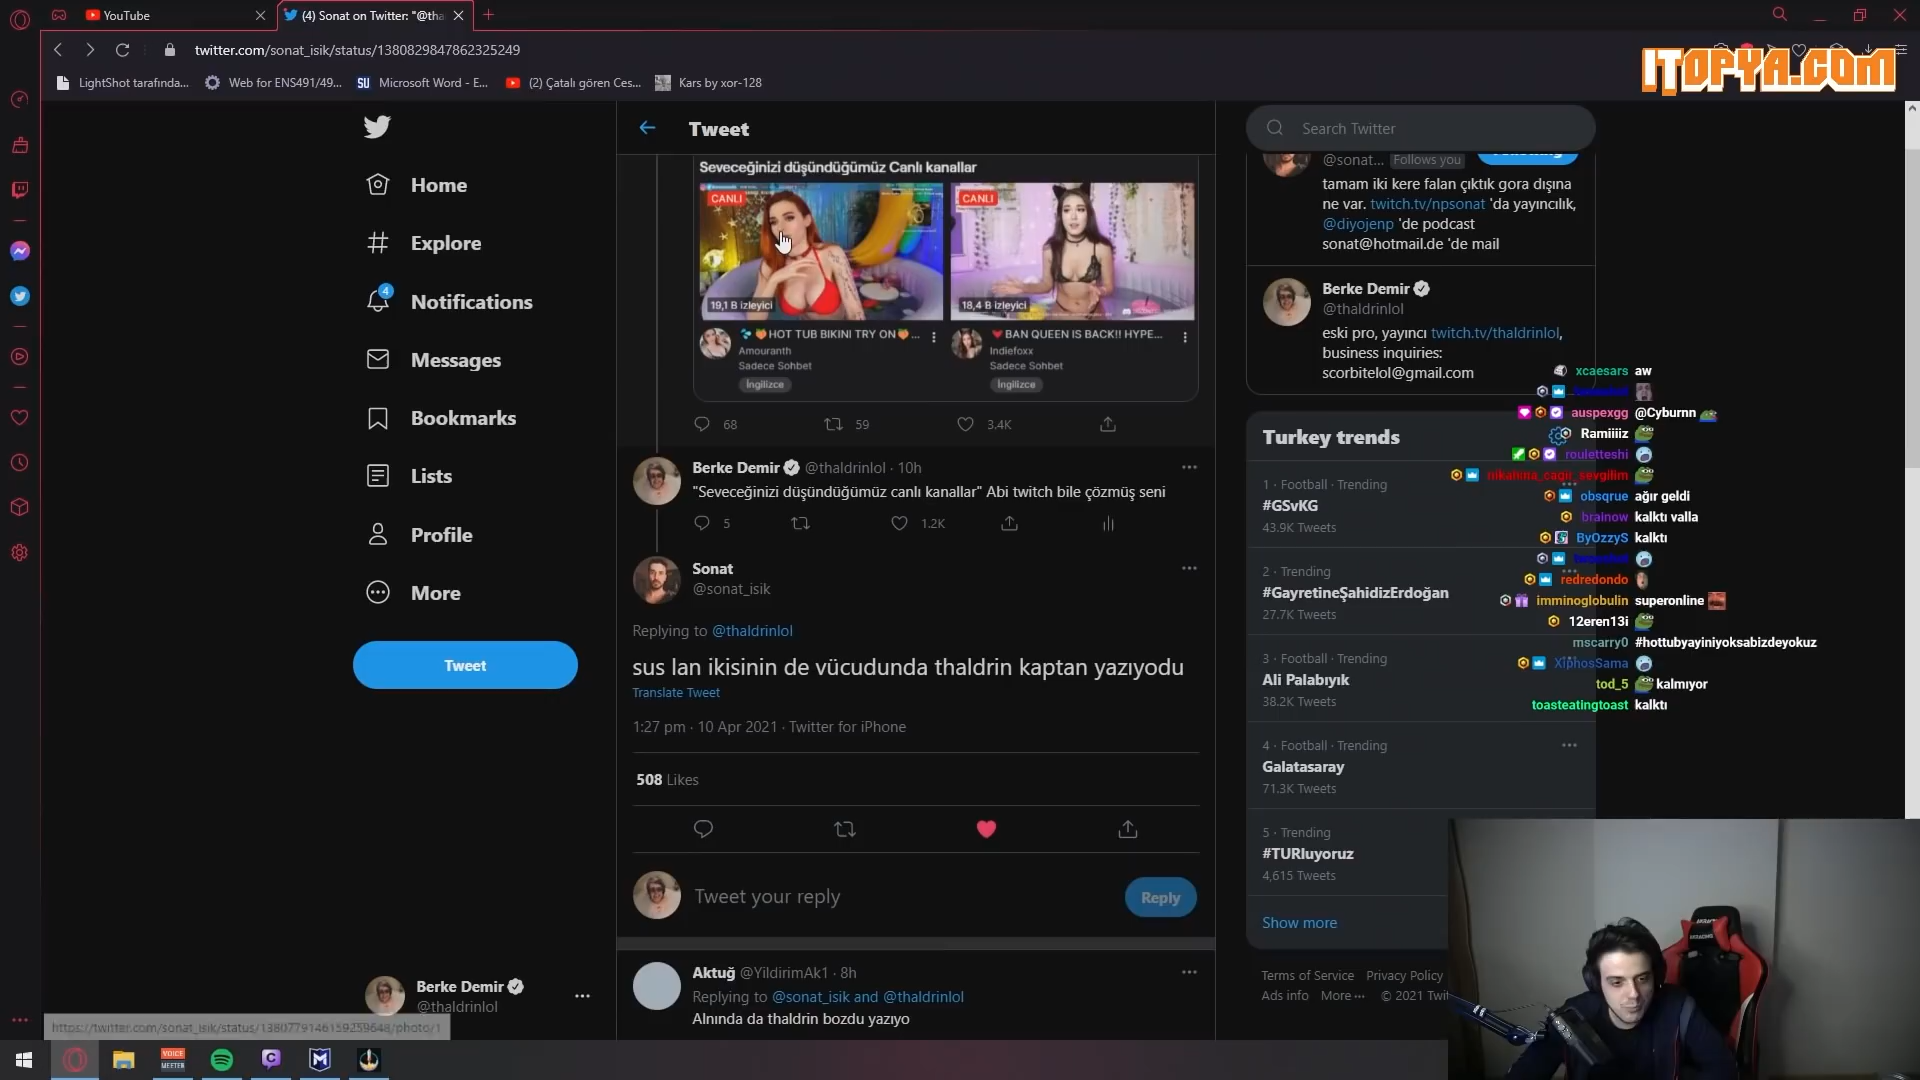 YouTube
(4) Sonat on Twitter: "@tha
twitter.com/sonat_isik/status/1380829847862325249
ITOPYA.COM
LightShot tarafında...
Web for ENS491/49...
SU Microsoft Word - E...
(2) Çatalı gören Ces...
Kars by xor-128
Home
Explore
4
Notifications
Messages
Bookmarks
Lists
Profile
More
Tweet
Berke Demir
@thaldrinlol
https://twitter.com/sonat_isik/status/1380779146159259648/photo/1
Tweet
Seveceğinizi düşündüğümüz Canlı kanallar
CANLI
19,1 B izleyici
HOT TUB BIKINI TRY ON ...
Amouranth
Sadece Sohbet
İngilizce
CANLI
18,4 B izleyici
BAN QUEEN IS BACK!! HYPE...
Indiefoxx
Sadece Sohbet
İngilizce
68
59
3.4K
Berke Demir @thaldrinlol · 10h
"Seveceğinizi düşündüğümüz canlı kanallar" Abi twitch bile çözmüş seni
5
1.2K
Sonat
@sonat_isik
Replying to @thaldrinlol
sus lan ikisinin de vücudunda thaldrin kaptan yazıyodu
Translate Tweet
1:27 pm · 10 Apr 2021 · Twitter for iPhone
508 Likes
Tweet your reply
Reply
Aktuğ @YildirimAk1 · 8h
Replying to @sonat_isik and @thaldrinlol
Alnında da thaldrin bozdu yazıyo
Search Twitter
@sonat... Follows you
tamam iki kere falan çıktık gora dışına
ne var. twitch.tv/npsonat 'da yayıncılık,
@diyojenp 'de podcast
sonat@hotmail.de 'de mail
Berke Demir
@thaldrinlol
eski pro, yayıncı twitch.tv/thaldrinlol,
business inquiries:
scorbitelol@gmail.com
Turkey trends
1 · Football · Trending
#GSvKG
43.9K Tweets
2 · Trending
#GayretineŞahidizErdoğan
27.7K Tweets
3 · Football · Trending
Ali Palabıyık
38.2K Tweets
4 · Football · Trending
Galatasaray
71.3K Tweets
5 · Trending
#TURluyoruz
4,615 Tweets
Show more
Terms of Service Privacy Policy
Ads info More ··· © 2021 Twit
xcaesars aw
auspexgg @Cyburnn
Ramiiiiz
rouletteshi
nikahina_cagir_sevgilim
obsqrue ağır geldi
brainow kalktı valla
ByOzzyS kalktı
redredondo
imminoglobulin superonline
12eren13i
mscarry0 #hottubyayiniyoksabizdeyokuz
XiphosSama
tod_5 kalmıyor
toasteatingtoast kalktı
VOICE
MEETER